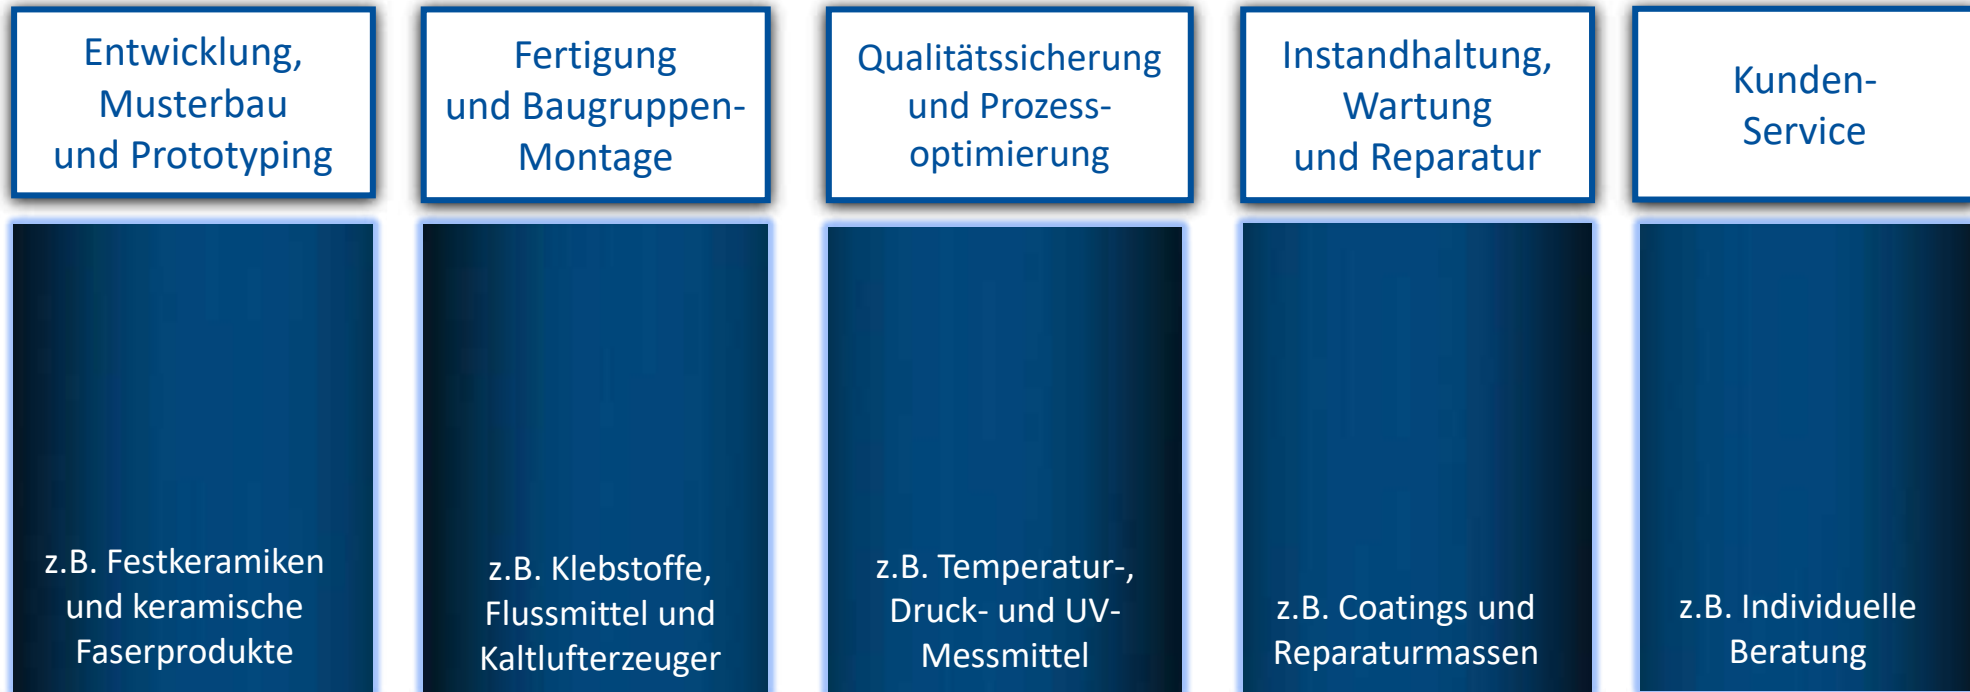 Entwicklung,
Musterbau
und Prototyping
Fertigung
und Baugruppen-
Montage
Qualitätssicherung
und Prozess-
optimierung
Instandhaltung,
Wartung
und Reparatur
Kunden-
Service
z.B. Festkeramiken
und keramische
Faserprodukte
z.B. Klebstoffe,
Flussmittel und
Kaltlufterzeuger
z.B. Temperatur-,
Druck- und UV-
Messmittel
z.B. Coatings und
Reparaturmassen
z.B. Individuelle
Beratung